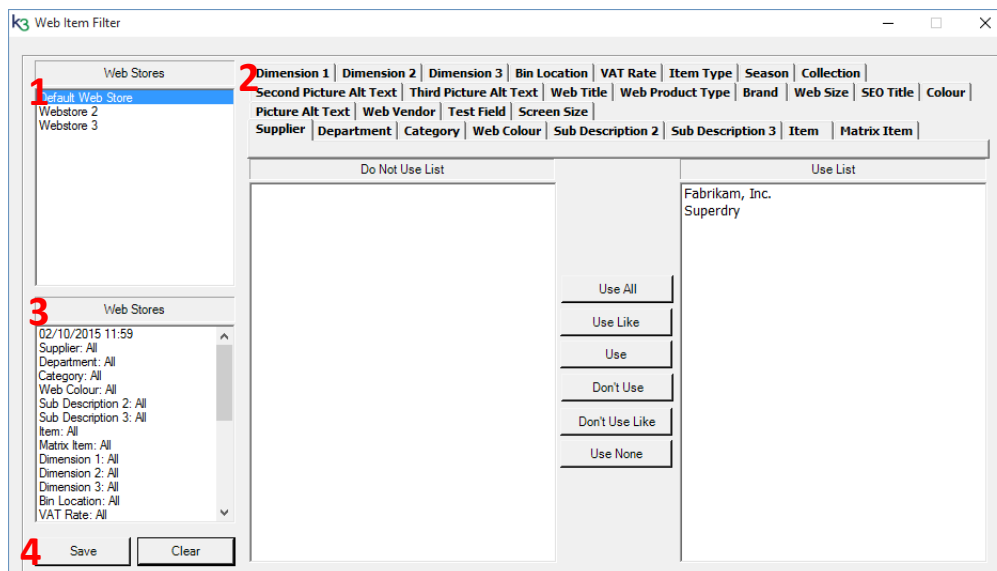 k3 Web Item Filter
1
Web Stores
Default Web Store
Webstore 2
Webstore 3
2
Dimension 1 Dimension 2 Dimension 3 Bin Location VAT Rate Item Type Season Collection
Second Picture Alt Text Third Picture Alt Text Web Title Web Product Type Brand Web Size SEO Title Colour
Picture Alt Text Web Vendor Test Field Screen Size
Supplier Department Category Web Colour Sub Description 2 Sub Description 3 Item Matrix Item
Do Not Use List
Use All
Use Like
Use
Don't Use
Don't Use Like
Use None
Use List
Fabrikam, Inc.
Superdry
3
Web Stores
02/10/2015 11:59
Supplier: All
Department: All
Category: All
Web Colour: All
Sub Description 2: All
Sub Description 3: All
Item: All
Matrix Item: All
Dimension 1: All
Dimension 2: All
Dimension 3: All
Bin Location: All
VAT Rate: All
4
Save Clear